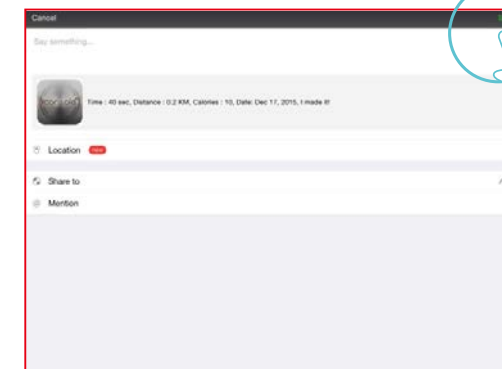 Cancel
Say something...
Time : 40 sec, Distance : 0.2 KM, Calories : 10, Date: Dec 17, 2015, I made it!
Location new
Share to
Mention